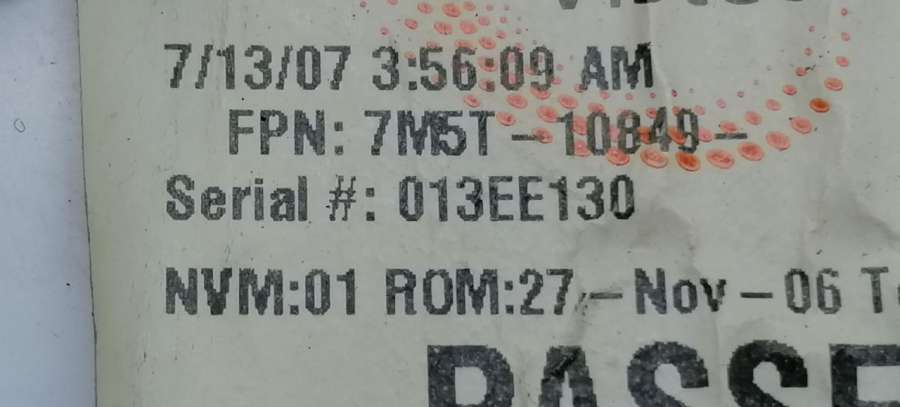 7/13/07 3:56:09 AM
FPN: 7M5T-10849-
Serial #: 013EE130
NVM:01 ROM:27-Nov-06